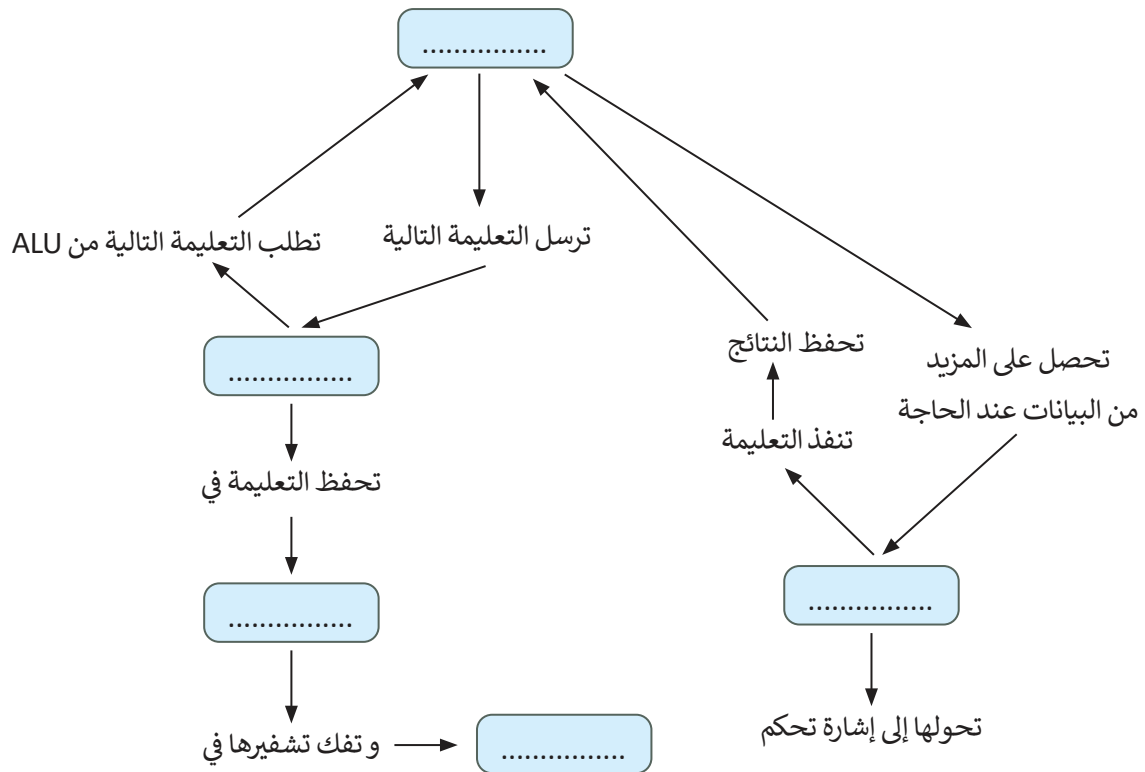 ................
تطلب التعليمة التالية من ALU
ترسل التعليمة التالية
................
تحفظ التعليمة في
................
و تفك تشفيرها في
................
تحفظ النتائج
تنفذ التعليمة
تحصل على المزيد
من البيانات عند الحاجة
................
تحولها إلى إشارة تحكم